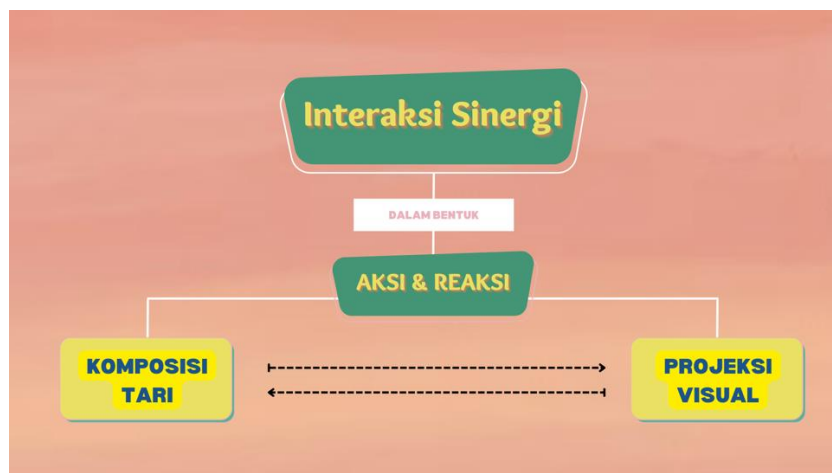 Interaksi Sinergi
DALAM BENTUK
AKSI & REAKSI
KOMPOSISI
TARI
PROJEKSI
VISUAL